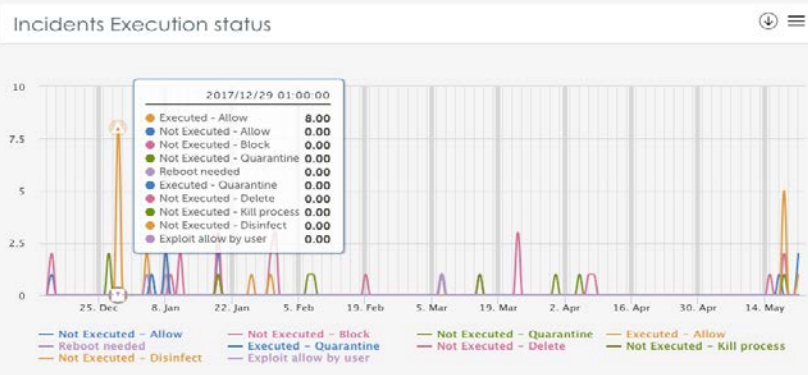 Incidents Execution status
10
7.5
5
2.5
0
2017/12/29 01:00:00
Executed - Allow 8.00
Not Executed - Allow 0.00
Not Executed - Block 0.00
Not Executed - Quarantine 0.00
Reboot needed 0.00
Executed - Quarantine 0.00
Not Executed - Delete 0.00
Not Executed - Kill process 0.00
Not Executed - Disinfect 0.00
Exploit allow by user 0.00
25. Dec 8. Jan 22. Jan 5. Feb 19. Feb 5. Mar 19. Mar 2. Apr 16. Apr 30. Apr 14. May
Not Executed - Allow Not Executed - Block Not Executed - Quarantine Executed - Allow
Reboot needed Executed - Quarantine Not Executed - Delete Not Executed - Kill process
Not Executed - Disinfect Exploit allow by user